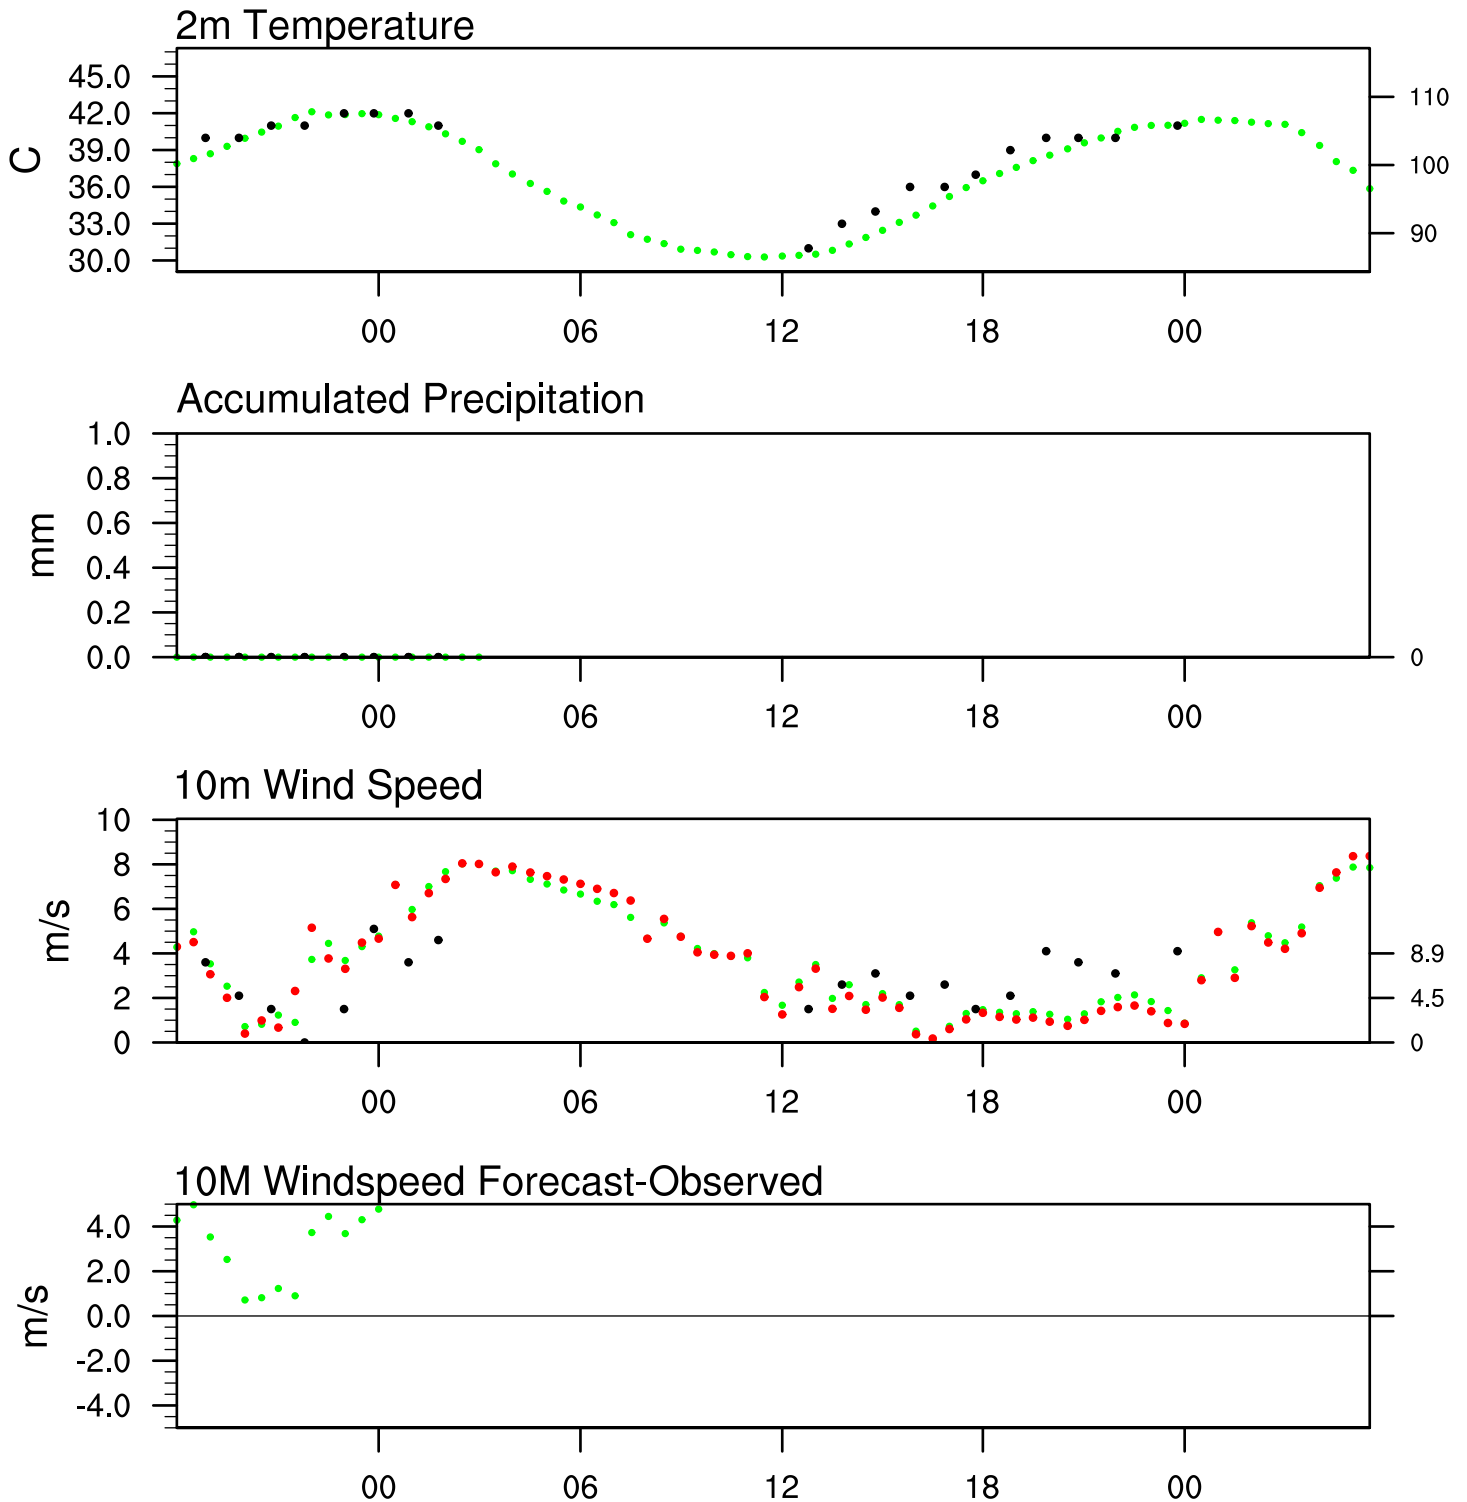 2m Temperature
45.0
42.0
39.0
36.0
33.0
30.0
C
110
100
90
00 06 12 18 00
Accumulated Precipitation
1.0
0.8
0.6
0.4
0.2
0.0
mm
0
00 06 12 18 00
10m Wind Speed
10
8
6
4
2
0
m/s
8.9
4.5
0
00 06 12 18 00
10M Windspeed Forecast-Observed
4.0
2.0
0.0
-2.0
-4.0
m/s
00 06 12 18 00